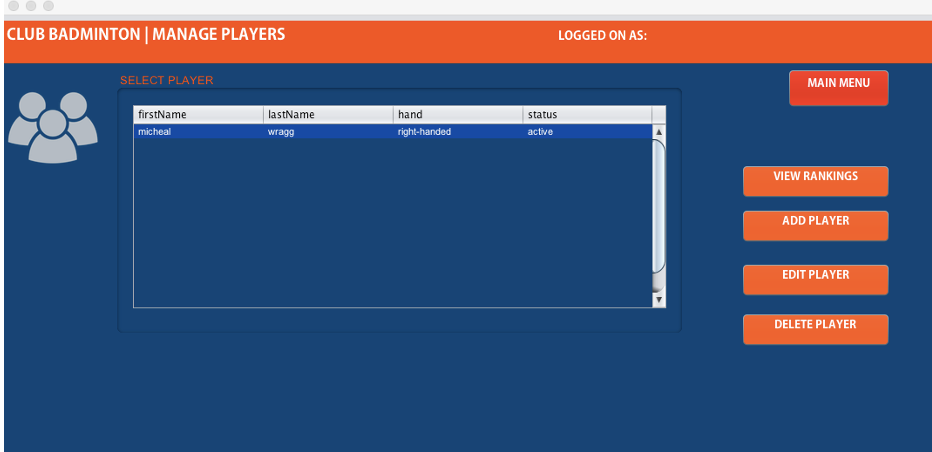 CLUB BADMINTON | MANAGE PLAYERS
LOGGED ON AS:
SELECT PLAYER
MAIN MENU
firstName lastName hand status
micheal wragg right-handed active
VIEW RANKINGS
ADD PLAYER
EDIT PLAYER
DELETE PLAYER